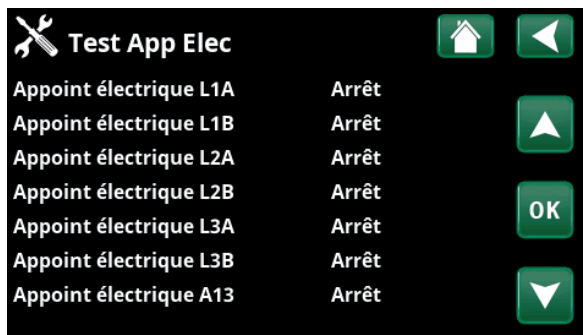 Test App Elec
Appoint électrique L1A Arrêt
Appoint électrique L1B Arrêt
Appoint électrique L2A Arrêt
Appoint électrique L2B Arrêt
Appoint électrique L3A Arrêt
Appoint électrique L3B Arrêt
Appoint électrique A13 Arrêt
OK